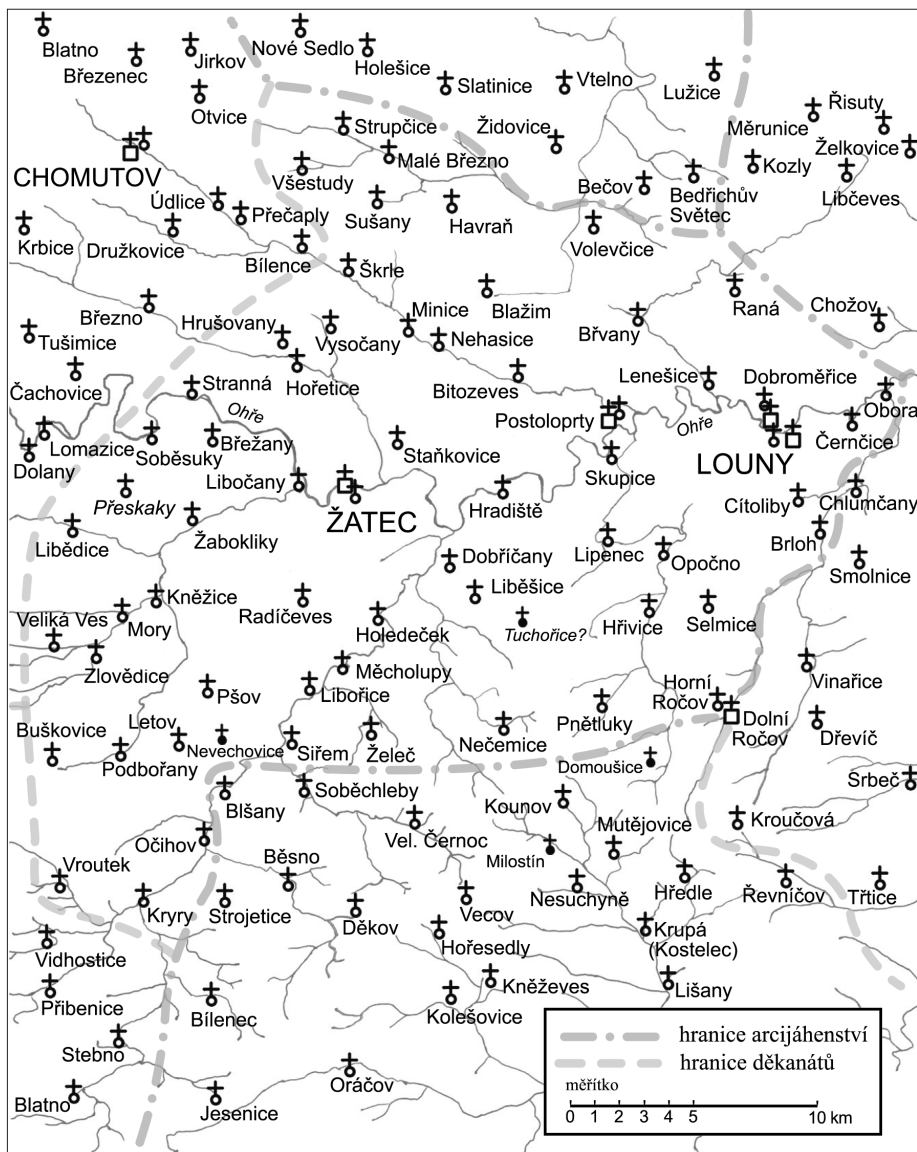 Blatno
Březenec
Jirkov
Nové Sedlo
Holešice
Otvice
Slatinice
Vtelno
Lužice
Řisuty
Měrunice
Želkovice
Strupčice
Židovice
Malé Březno
Kozly
Libčeves
CHOMUTOV
Všestudy
Bečov
Bedřichův
Světec
Údlice
Přečaply
Sušany
Havraň
Volevčice
Krbice
Družkovice
Bílence
Škrle
Raná
Březno
Hrušovany
Minice
Blažim
Břvany
Chožov
Tušimice
Vysočany
Nehasice
Hořetice
Čachovice
Stranná
Bitozeves
Lenešice
Dobroměřice
Ohře
Postoloprty
Ohře
Obora
Lomazice
Soběsuky
Břežany
Staňkovice
Černčice
Dolany
Skupice
LOUNY
Libočany
Přeskaky
ŽATEC
Hradiště
Cítoliby
Chlumčany
Libědice
Žabokliky
Lipenec
Opočno
Brloh
Dobříčany
Smolnice
Liběšice
Kněžice
Radíčeves
Veliká Ves
Mory
Holedeček
Tuchořice?
Hřivice
Selmice
Zlovědice
Měcholupy
Vinařice
Pšov
Libořice
Horní
Ročov
Pnětluky
Dolní
Ročov
Letov
Buškovice
Nevechovice
Siřem
Želeč
Nečemice
Dřevíč
Podbořany
Domoušice
Srbeč
Blšany
Soběchleby
Kounov
Mutějovice
Kroučová
Očihov
Vel. Černoc
Milostín
Vroutek
Běsno
Kryry
Strojetice
Děkov
Vecov
Nesuchyně
Hředle
Řevníčov
Třtice
Krupá
(Kostelec)
Hořesedly
Vidhostice
Přibenice
Bílenec
Kněževes
Lišany
Kolešovice
Stebno
Oráčov
Blatno
Jesenice
hranice arcijáhenství
hranice děkanátů
měřítko
0 1 2 3 4 5 10 km